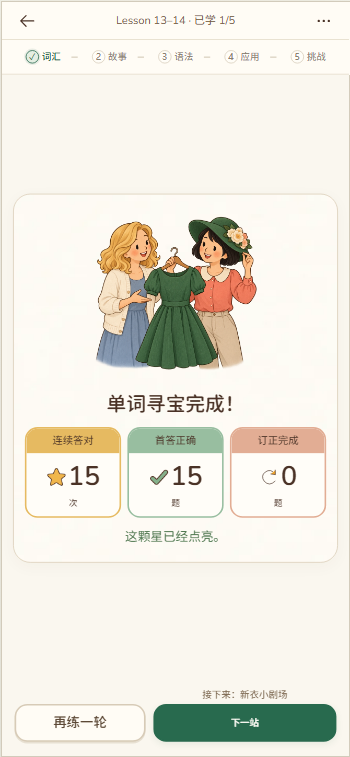 Lesson 13–14 · 已学 1/5
词汇 2 故事 3 语法 4 应用 5 挑战
单词寻宝完成！
连续答对 首答正确 订正完成
15 15 0
次 题 题
这颗星已经点亮。
接下来：新衣小剧场
再练一轮 下一站